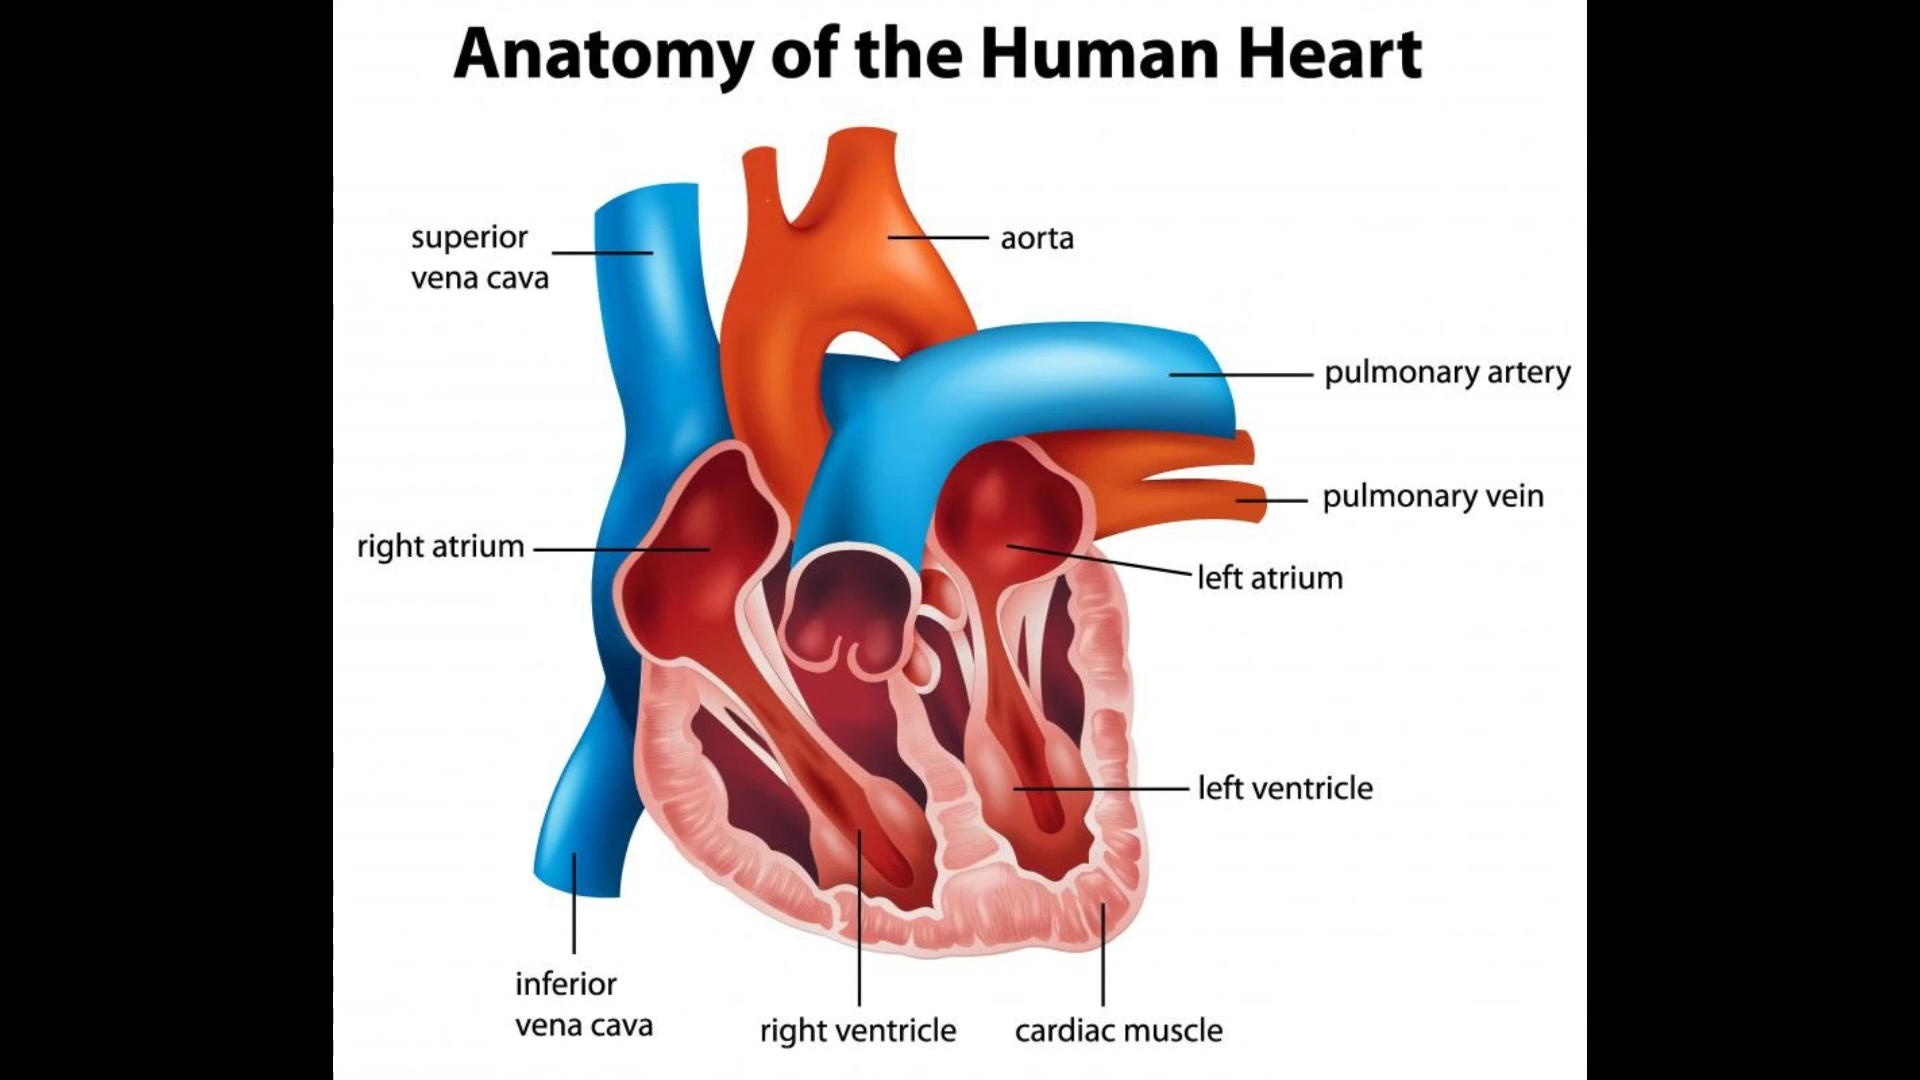 Anatomy of the Human Heart
superior
vena cava
aorta
pulmonary artery
pulmonary vein
right atrium
left atrium
left ventricle
inferior
vena cava
right ventricle
cardiac muscle